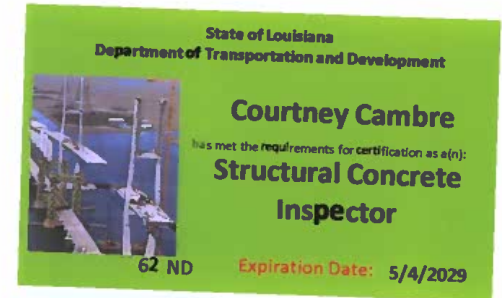 State of Louisiana
Department of Transportation and Development
Courtney Cambre
has met the requirements for certification as a(n):
Structural Concrete
Inspector
62 ND
Expiration Date: 5/4/2029